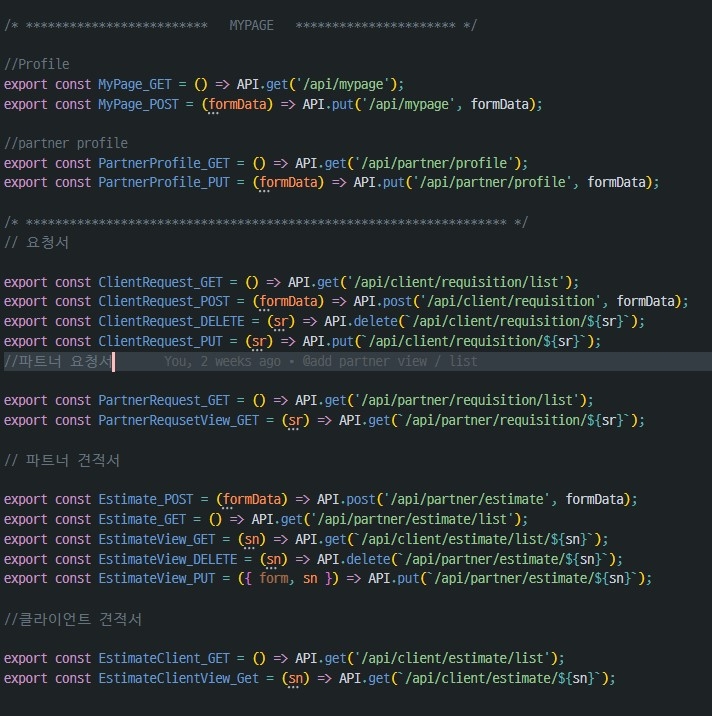 /* ************************* MYPAGE ********************** */
//Profile
export const MyPage_GET = () => API.get('/api/mypage');
export const MyPage_POST = (formData) => API.put('/api/mypage', formData);
//partner profile
export const PartnerProfile_GET = () => API.get('/api/partner/profile');
export const PartnerProfile_PUT = (formData) => API.put('/api/partner/profile', formData);
/* ****************************************************************** */
// 요청서
export const ClientRequest_GET = () => API.get('/api/client/requisition/list');
export const ClientRequest_POST = (formData) => API.post('/api/client/requisition', formData);
export const ClientRequest_DELETE = (sr) => API.delete(`/api/client/requisition/${sr}`);
export const ClientRequest_PUT = (sr) => API.put(`/api/client/requisition/${sr}`);
//파트너 요청서 You, 2 weeks ago • @add partner view / list
export const PartnerRequest_GET = () => API.get('/api/partner/requisition/list');
export const PartnerRequsetView_GET = (sr) => API.get(`/api/partner/requisition/${sr}`);
// 파트너 견적서
export const Estimate_POST = (formData) => API.post('/api/partner/estimate', formData);
export const Estimate_GET = () => API.get('/api/partner/estimate/list');
export const EstimateView_GET = (sn) => API.get(`/api/client/estimate/list/${sn}`);
export const EstimateView_DELETE = (sn) => API.delete(`/api/partner/estimate/${sn}`);
export const EstimateView_PUT = ({ form, sn }) => API.put(`/api/partner/estimate/${sn}`);
//클라이언트 견적서
export const EstimateClient_GET = () => API.get('/api/client/estimate/list');
export const EstimateClientView_Get = (sn) => API.get(`/api/client/estimate/${sn}`);